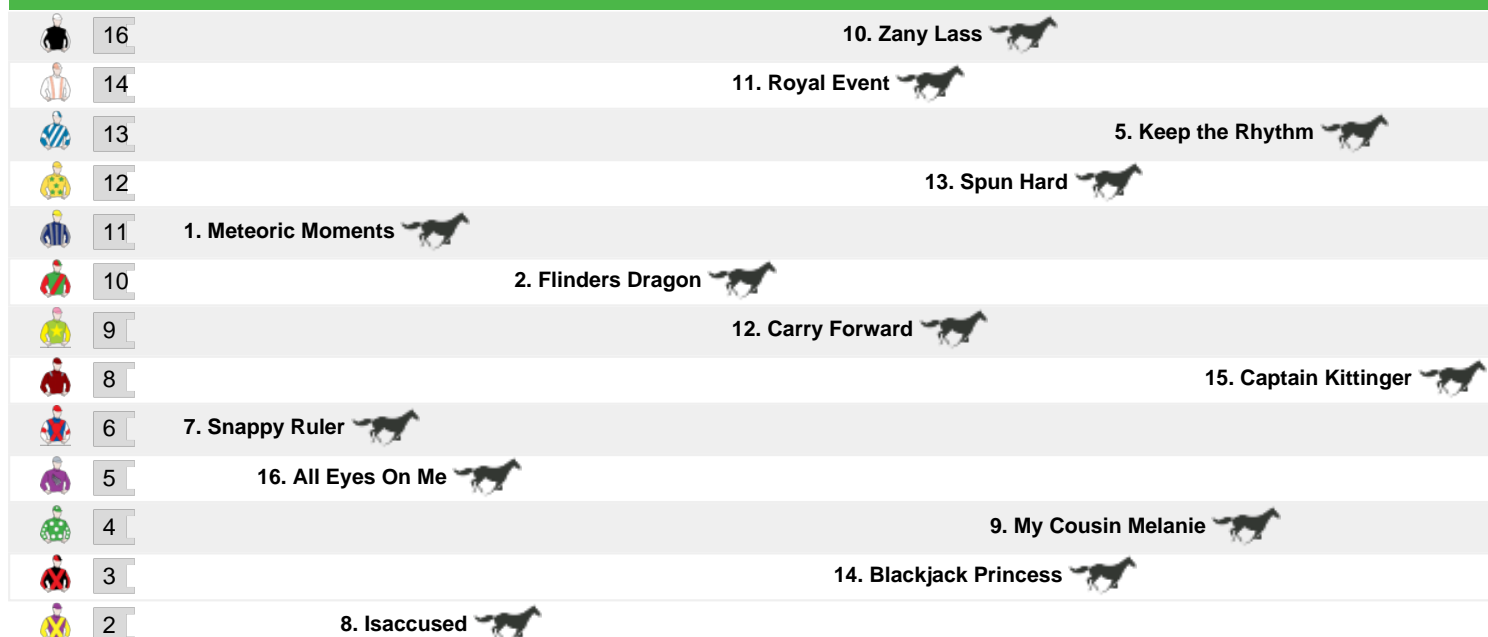 16 10. Zany Lass
14 11. Royal Event
13 5. Keep the Rhythm
12 13. Spun Hard
11 1. Meteoric Moments
10 2. Flinders Dragon
9 12. Carry Forward
8 15. Captain Kittinger
6 7. Snappy Ruler
5 16. All Eyes On Me
4 9. My Cousin Melanie
3 14. Blackjack Princess
2 8. Isaccused